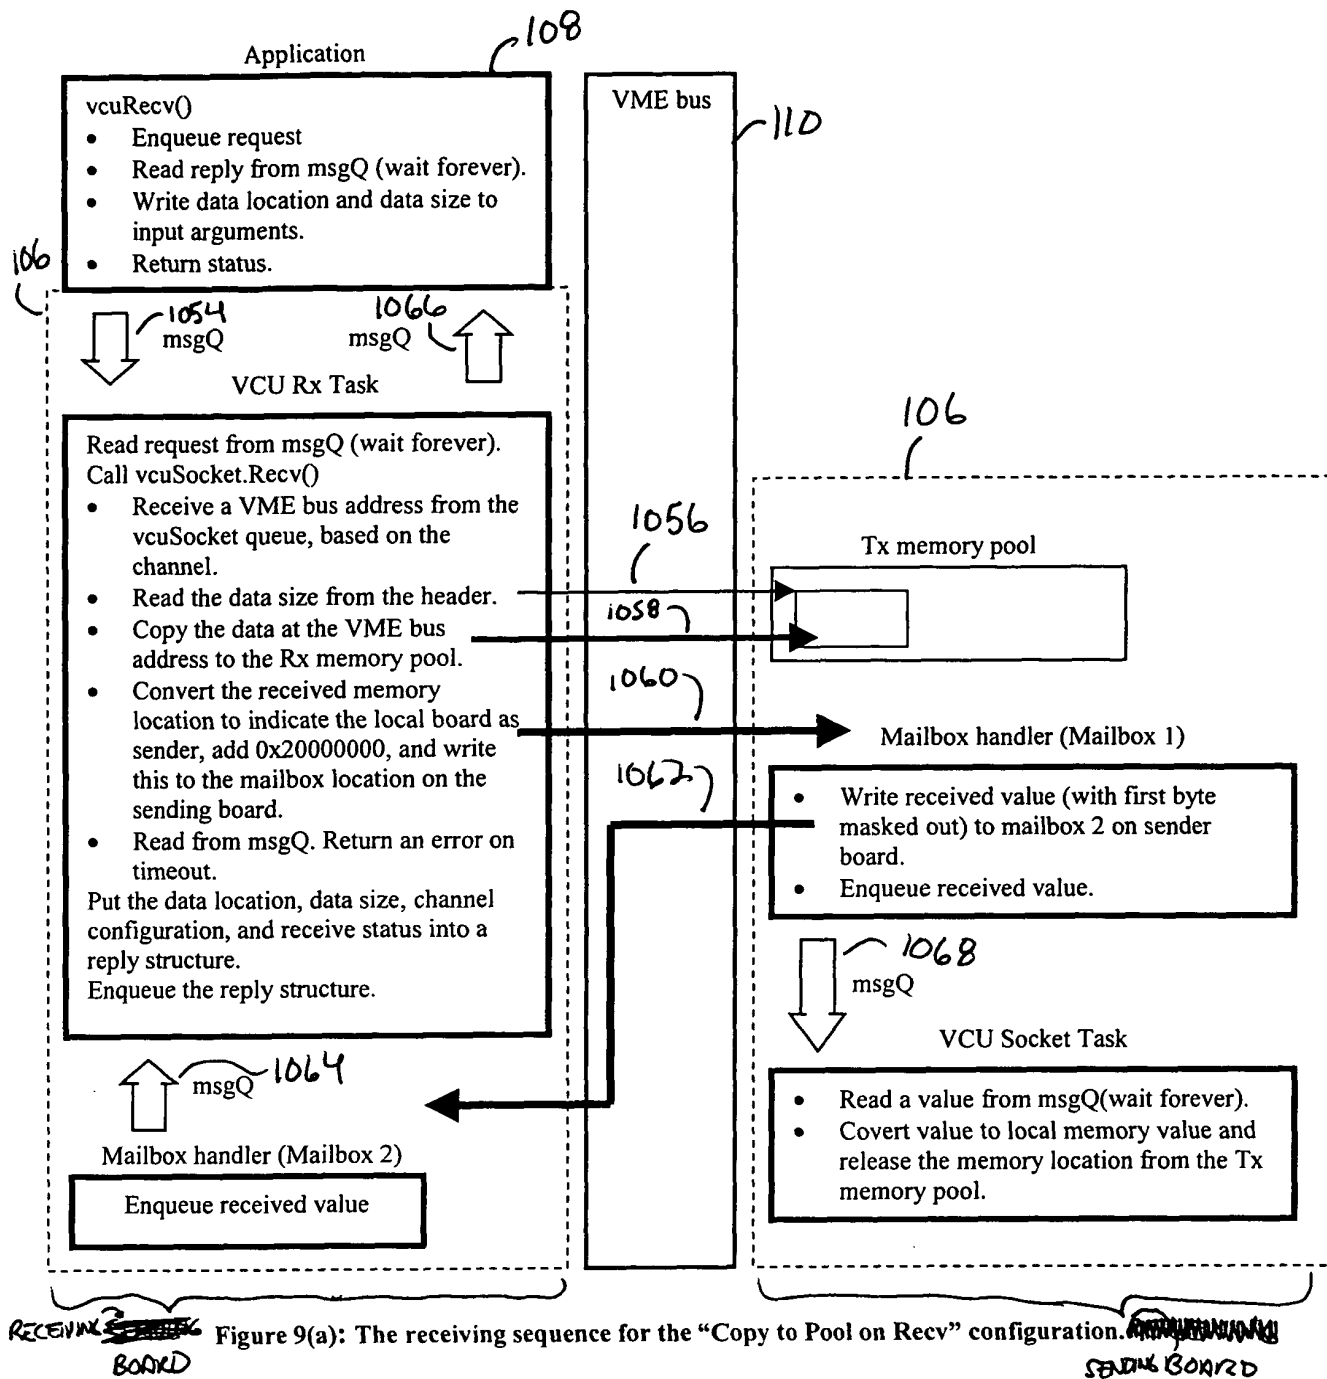 108
Application
vcuRecv()
• Enqueue request
• Read reply from msgQ (wait forever).
• Write data location and data size to
input arguments.
• Return status.
VME bus
110
106
1054
msgQ
1066
msgQ
VCU Rx Task
Read request from msgQ (wait forever).
Call vcuSocket.Recv()
• Receive a VME bus address from the
vcuSocket queue, based on the
channel.
• Read the data size from the header.
• Copy the data at the VME bus
address to the Rx memory pool.
• Convert the received memory
location to indicate the local board as
sender, add 0x20000000, and write
this to the mailbox location on the
sending board.
• Read from msgQ. Return an error on
timeout.
Put the data location, data size, channel
configuration, and receive status into a
reply structure.
Enqueue the reply structure.
1064
msgQ
Mailbox handler (Mailbox 2)
Enqueue received value
1056
1058
1060
1062
106
Tx memory pool
Mailbox handler (Mailbox 1)
• Write received value (with first byte
masked out) to mailbox 2 on sender
board.
• Enqueue received value.
1068
msgQ
VCU Socket Task
• Read a value from msgQ(wait forever).
• Covert value to local memory value and
release the memory location from the Tx
memory pool.
RECEIVING
BOARD
Figure 9(a): The receiving sequence for the “Copy to Pool on Recv” configuration.
SENDING BOARD